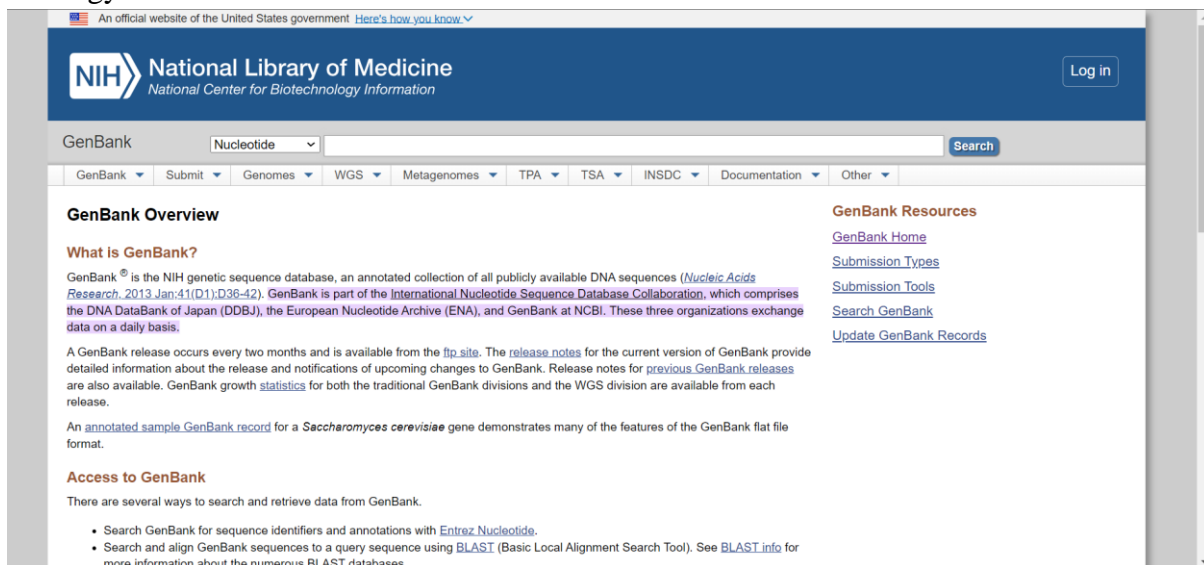 An official website of the United States government Here's how you know
NIH National Library of Medicine
National Center for Biotechnology Information
Log in
GenBank Nucleotide Search
GenBank Submit Genomes WGS Metagenomes TPA TSA INSDC Documentation Other
GenBank Overview
What is GenBank?
GenBank ® is the NIH genetic sequence database, an annotated collection of all publicly available DNA sequences (Nucleic Acids
Research, 2013 Jan;41(D1):D36-42). GenBank is part of the International Nucleotide Sequence Database Collaboration, which comprises
the DNA DataBank of Japan (DDBJ), the European Nucleotide Archive (ENA), and GenBank at NCBI. These three organizations exchange
data on a daily basis.
A GenBank release occurs every two months and is available from the ftp site. The release notes for the current version of GenBank provide
detailed information about the release and notifications of upcoming changes to GenBank. Release notes for previous GenBank releases
are also available. GenBank growth statistics for both the traditional GenBank divisions and the WGS division are available from each
release.
An annotated sample GenBank record for a Saccharomyces cerevisiae gene demonstrates many of the features of the GenBank flat file
format.
Access to GenBank
There are several ways to search and retrieve data from GenBank.
• Search GenBank for sequence identifiers and annotations with Entrez Nucleotide.
• Search and align GenBank sequences to a query sequence using BLAST (Basic Local Alignment Search Tool). See BLAST info for
more information about the numerous BLAST databases.
GenBank Resources
GenBank Home
Submission Types
Submission Tools
Search GenBank
Update GenBank Records